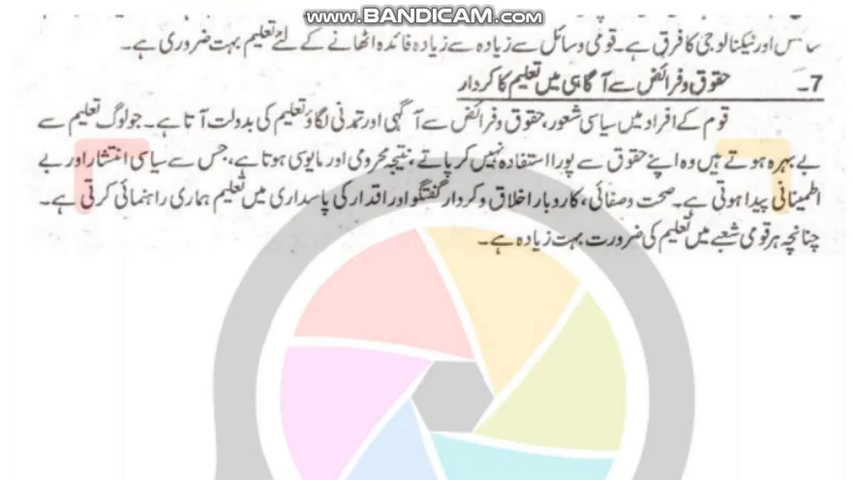 www.BANDICAM.com
سائنس اور ٹیکنالوجی کا فرق ہے۔ قومی وسائل سے زیادہ سے زیادہ فائدہ اٹھانے کے لئے تعلیم بہت ضروری ہے۔
7۔ حقوق و فرائض سے آگاہی میں تعلیم کا کردار
قوم کے افراد میں سیاسی شعور، حقوق و فرائض سے آگہی اور تمدنی لگاؤ تعلیم کی بدولت آتا ہے۔ جو لوگ تعلیم سے
بے بہرہ ہوتے ہیں وہ اپنے حقوق سے پورا استفادہ نہیں کر پاتے، نتیجہ محرومی اور مایوسی ہوتا ہے، جس سے سیاسی انتشار اور بے
اطمینانی پیدا ہوتی ہے۔ صحت و صفائی، کاروبار اخلاق و کردار گفتگو اور اقدار کی پاسداری میں تعلیم ہماری راہنمائی کرتی ہے۔
چنانچہ ہر قومی شعبے میں تعلیم کی ضرورت بہت زیادہ ہے۔